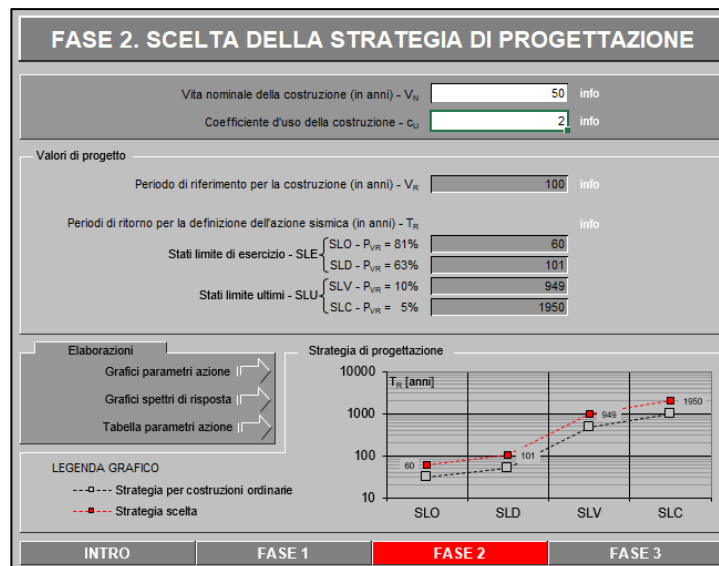 FASE 2. SCELTA DELLA STRATEGIA DI PROGETTAZIONE
Vita nominale della costruzione (in anni) - VN 50 info
Coefficiente d'uso della costruzione - cU 2 info
Valori di progetto
Periodo di riferimento per la costruzione (in anni) - VR 100 info
Periodi di ritorno per la definizione dell'azione sismica (in anni) - TR info
Stati limite di esercizio - SLE
SLO - PVR = 81% 60
SLD - PVR = 63% 101
Stati limite ultimi - SLU
SLV - PVR = 10% 949
SLC - PVR = 5% 1950
Elaborazioni
Grafici parametri azione
Grafici spettri di risposta
Tabella parametri azione
LEGENDA GRAFICO
Strategia per costruzioni ordinarie
Strategia scelta
Strategia di progettazione
TR [anni]
10000
1000
100
10
60
101
949
1950
SLO SLD SLV SLC
INTRO FASE 1 FASE 2 FASE 3